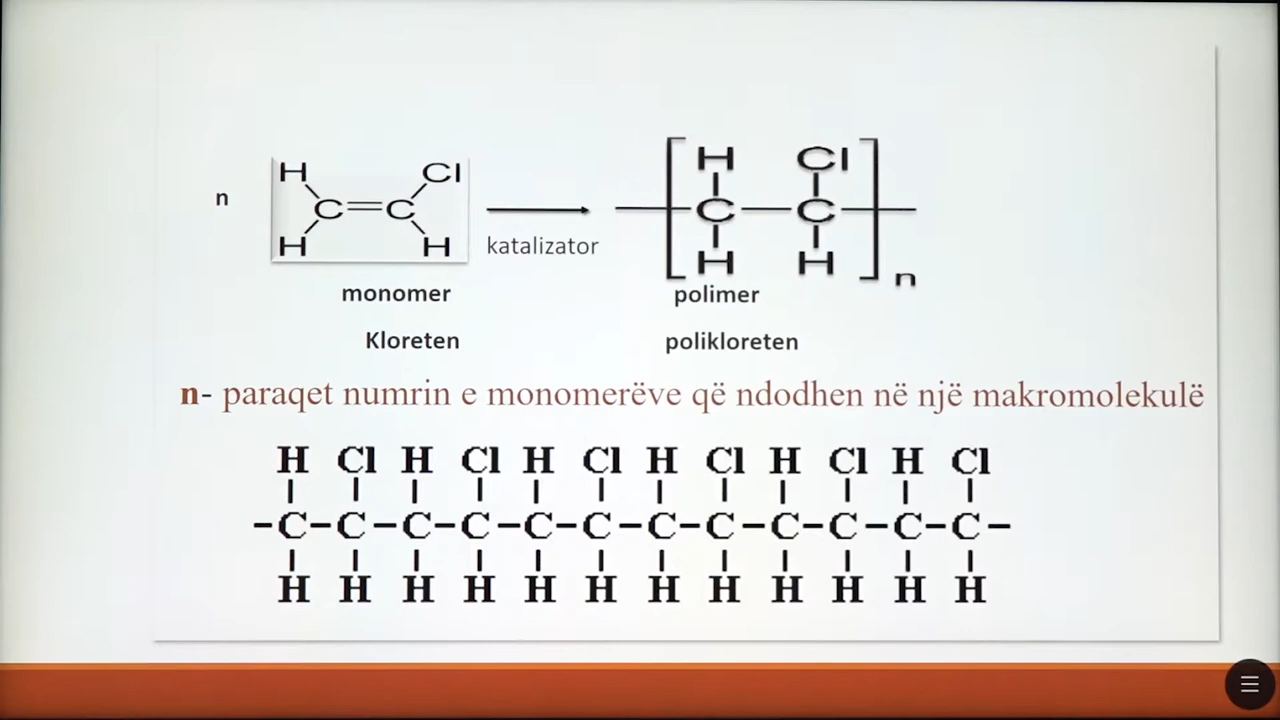 H Cl H Cl
n C=C C—C
H H H H
n
katalizator
monomer polimer
Kloreten polikloreten
n- paraqet numrin e monomerëve që ndodhen në një makromolekulë
H Cl H Cl H Cl H Cl H Cl H Cl
–C–C–C–C–C–C–C–C–C–C–C–C–
H H H H H H H H H H H H